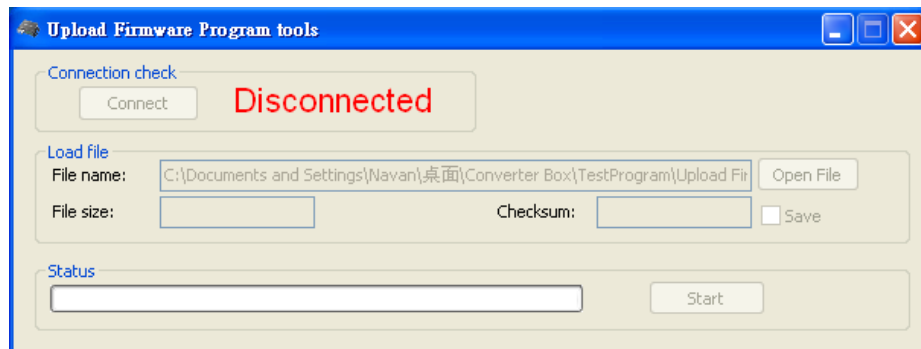 Upload Firmware Program tools
Connection check
Connect Disconnected
Load file
File name: C:\Documents and Settings\Navan\桌面\Converter Box\TestProgram\Upload Fir Open File
File size: Checksum: Save
Status
Start